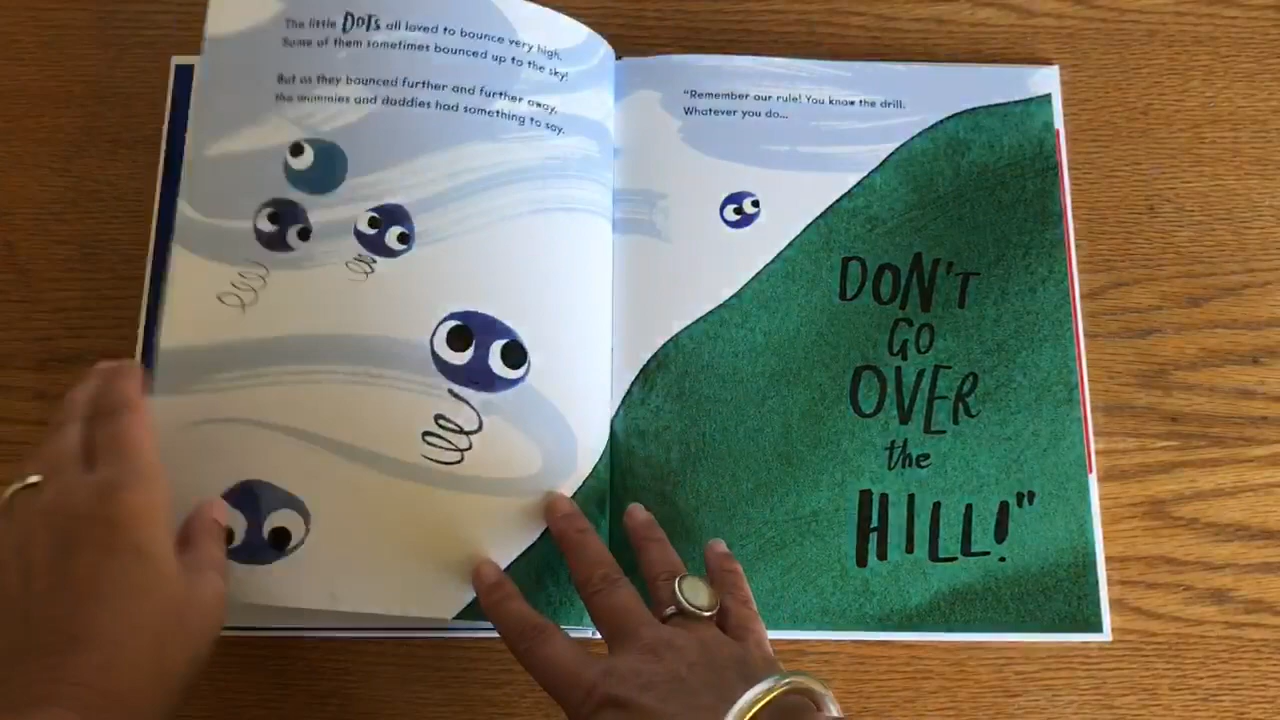 The little DOTS all loved to bounce very high.
Some of them sometimes bounced up to the sky!
But as they bounced further and further away,
the mummies and daddies had something to say.
"Remember our rule! You know the drill.
Whatever you do...
DON'T
GO
OVER
the
HILL!"